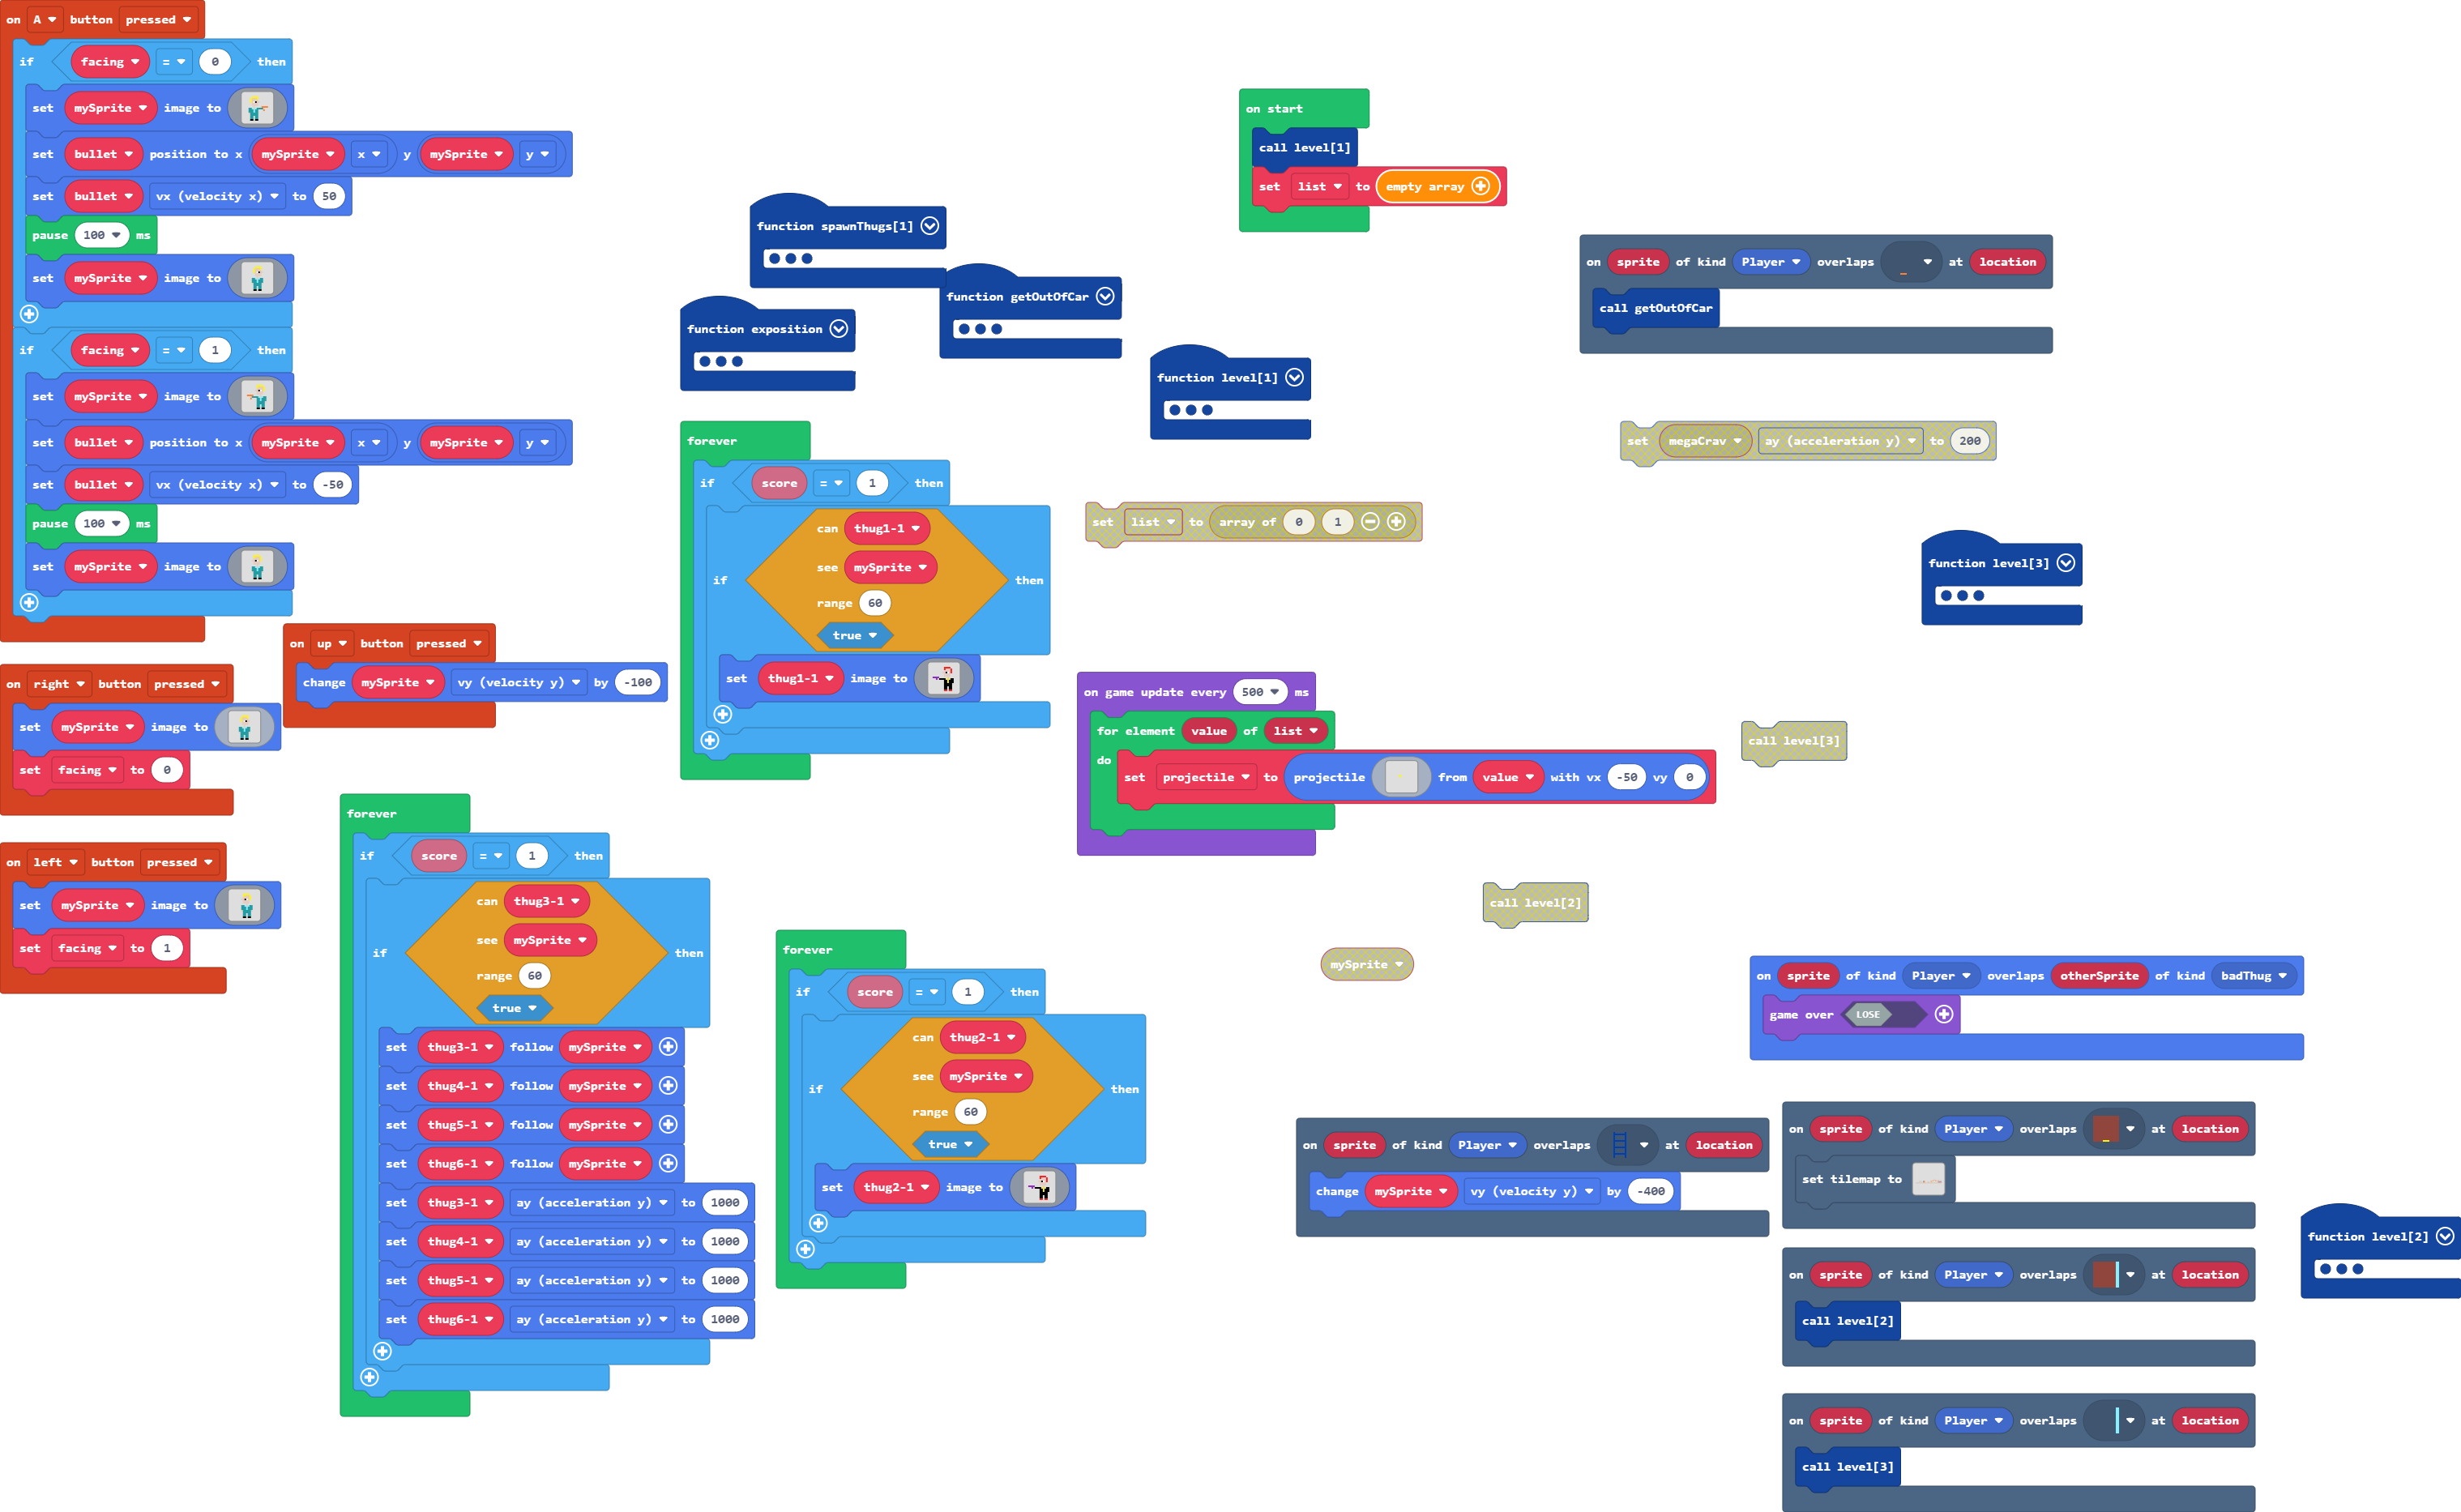 on A button pressed
if facing = 0 then
set mySprite image to
set bullet position to x mySprite x y mySprite y
set bullet vx (velocity x) to 50
pause 100 ms
set mySprite image to
if facing = 1 then
set mySprite image to
set bullet position to x mySprite x y mySprite y
set bullet vx (velocity x) to -50
pause 100 ms
set mySprite image to
on right button pressed
set mySprite image to
set facing to 0
on left button pressed
set mySprite image to
set facing to 1
on up button pressed
change mySprite vy (velocity y) by -100
forever
if score = 1 then
if can thug3-1 see mySprite range 60 true then
set thug3-1 follow mySprite
set thug4-1 follow mySprite
set thug5-1 follow mySprite
set thug6-1 follow mySprite
set thug3-1 ay (acceleration y) to 1000
set thug4-1 ay (acceleration y) to 1000
set thug5-1 ay (acceleration y) to 1000
set thug6-1 ay (acceleration y) to 1000
function spawnThugs[1]
function getOutOfCar
function exposition
function level[1]
forever
if score = 1 then
if can thug1-1 see mySprite range 60 true then
set thug1-1 image to
forever
if score = 1 then
if can thug2-1 see mySprite range 60 true then
set thug2-1 image to
on start
call level[1]
set list to empty array
on sprite of kind Player overlaps at location
call getOutOfCar
set megaCrav ay (acceleration y) to 200
set list to array of 0 1
function level[3]
on game update every 500 ms
for element value of list
do set projectile to projectile from value with vx -50 vy 0
call level[3]
call level[2]
mySprite
on sprite of kind Player overlaps otherSprite of kind badThug
game over LOSE
on sprite of kind Player overlaps at location
change mySprite vy (velocity y) by -400
on sprite of kind Player overlaps at location
set tilemap to
on sprite of kind Player overlaps at location
call level[2]
on sprite of kind Player overlaps at location
call level[3]
function level[2]